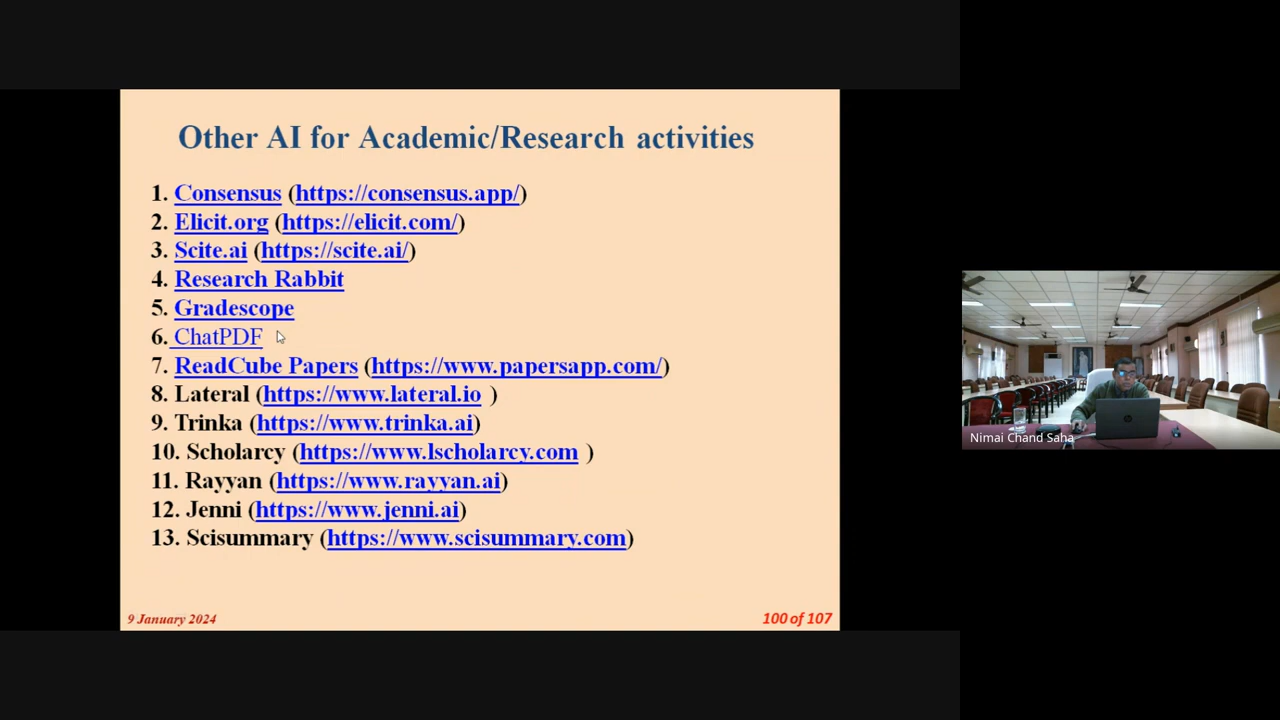 Other AI for Academic/Research activities
1. Consensus (https://consensus.app/)
2. Elicit.org (https://elicit.com/)
3. Scite.ai (https://scite.ai/)
4. Research Rabbit
5. Gradescope
6. ChatPDF
7. ReadCube Papers (https://www.papersapp.com/)
8. Lateral (https://www.lateral.io )
9. Trinka (https://www.trinka.ai)
10. Scholarcy (https://www.lscholarcy.com )
11. Rayyan (https://www.rayyan.ai)
12. Jenni (https://www.jenni.ai)
13. Scisummary (https://www.scisummary.com)
9 January 2024
100 of 107
Nimai Chand Saha